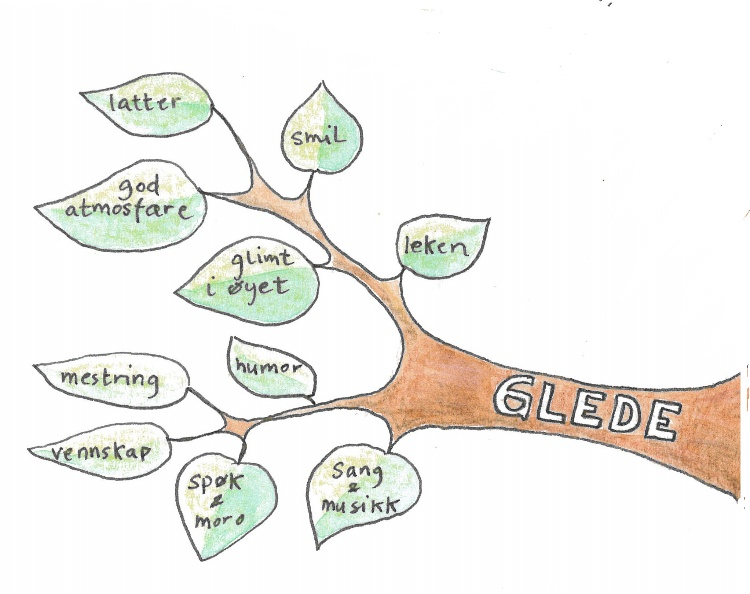 latter
smil
god
atmosfære
leken
glimt
i øyet
humor
mestring
GLEDE
vennskap
spøk
&
moro
Sang
&
musikk